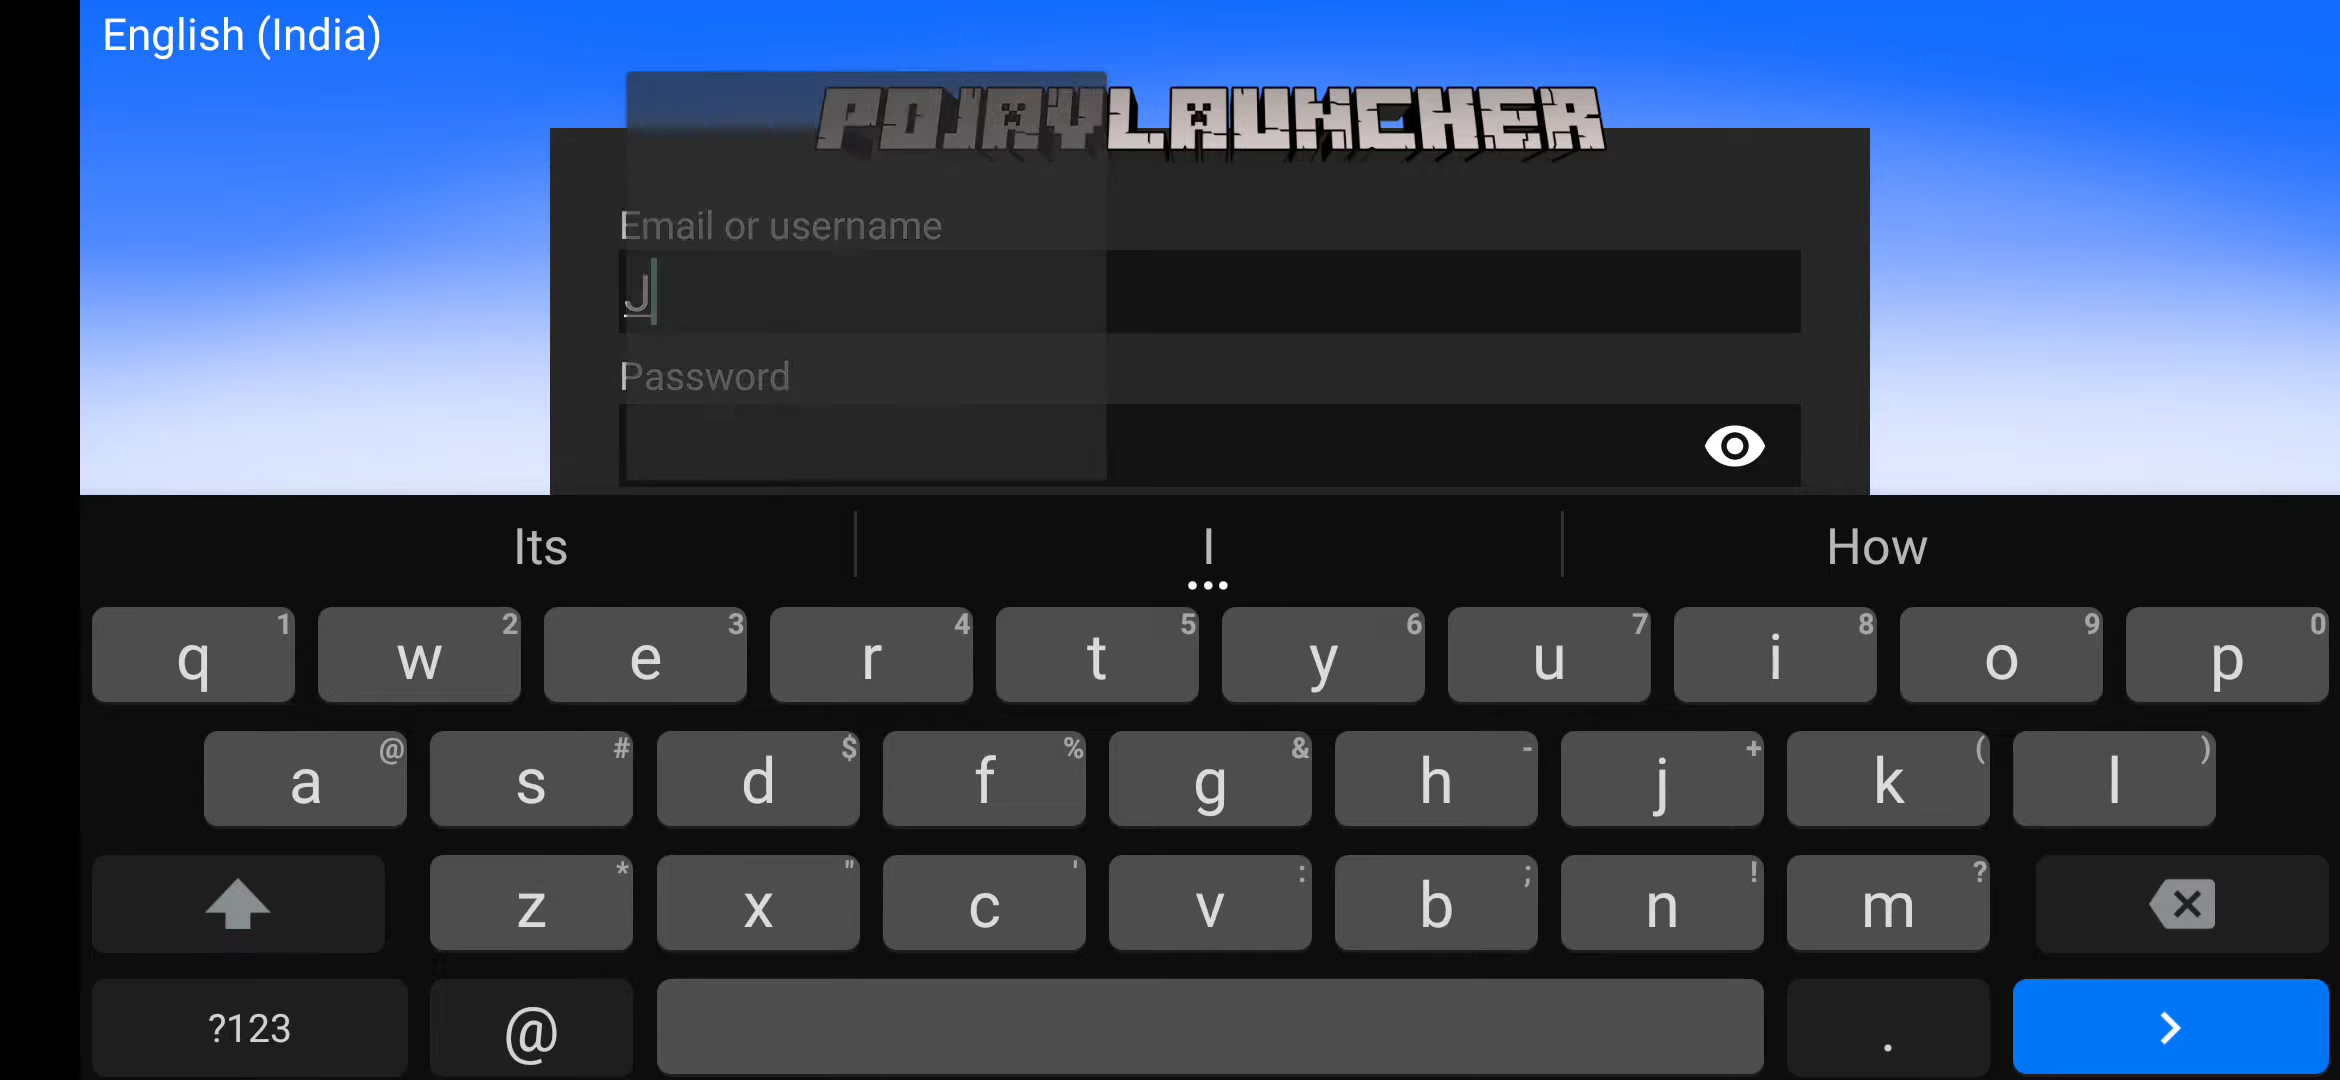 English (India)
POJAVLAUNCHER
Email or username
J
Password
Its I How
q 1 w 2 e 3 r 4 t 5 y 6 u 7 i 8 o 9 p 0
a @ s # d $ f % g & h - j + k ( l )
z * x " c ' v : b ; n ! m ?
?123 @ .